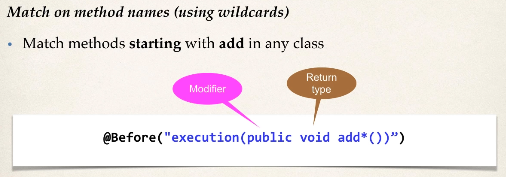 Match on method names (using wildcards)
• Match methods starting with add in any class
Modifier
Return
type
@Before("execution(public void add*())”)